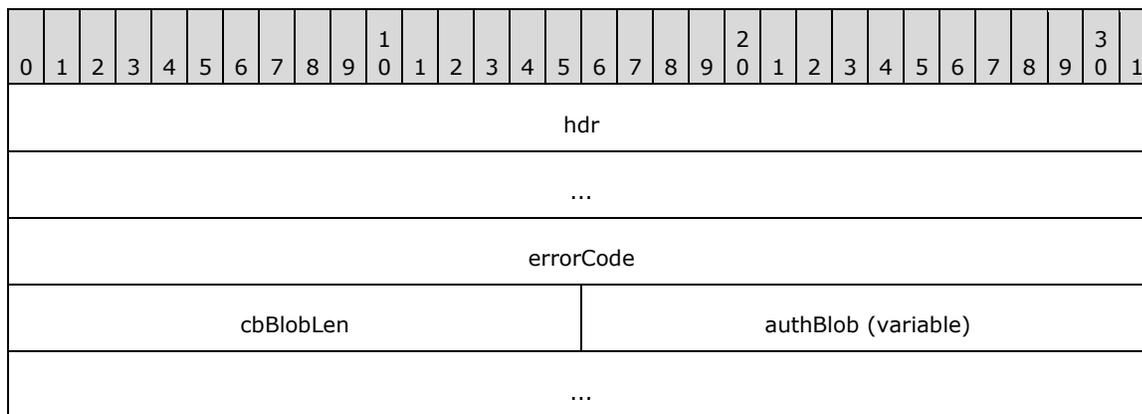 0 1 2 3 4 5 6 7 8 9 1 0 1 2 3 4 5 6 7 8 9 2 0 1 2 3 4 5 6 7 8 9 3 0 1
hdr
...
errorCode
cbBlobLen authBlob (variable)
...